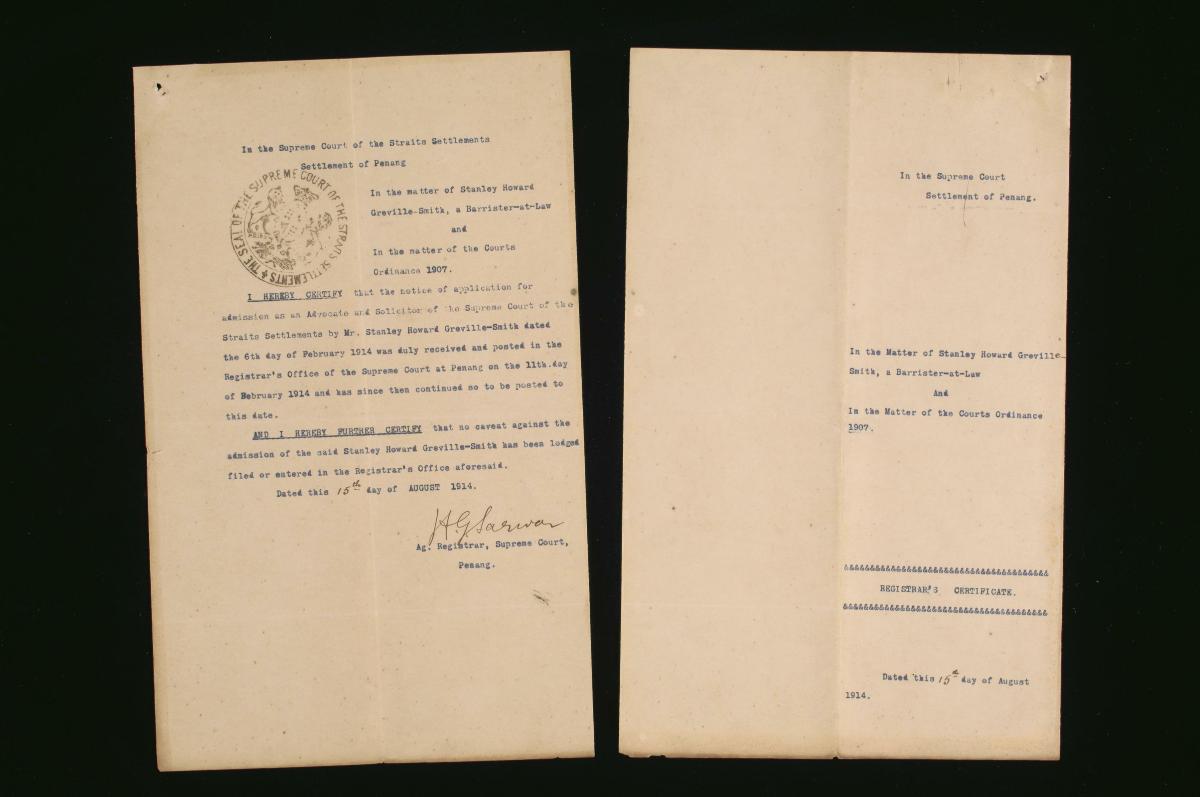 In the Supreme Court of the Straits Settlements
Settlement of Penang
✦ THE SEAL OF THE SUPREME COURT OF THE STRAITS SETTLEMENTS
In the matter of Stanley Howard
Greville-Smith, a Barrister-at-Law
and
In the matter of the Courts
Ordinance 1907.
I HEREBY CERTIFY that the notice of application for
admission as an Advocate and Solicitor of the Supreme Court of the
Straits Settlements by Mr. Stanley Howard Greville-Smith dated
the 6th day of February 1914 was duly received and posted in the
Registrar's Office of the Supreme Court at Penang on the 11th.day
of February 1914 and has since then continued so to be posted to
this date.
AND I HEREBY FURTHER CERTIFY that no caveat against the
admission of the said Stanley Howard Greville-Smith has been lodged
filed or entered in the Registrar's Office aforesaid.
Dated this 15th day of AUGUST 1914.
HGSarwar
Ag. Registrar, Supreme Court,
Penang.
In the Supreme Court
Settlement of Penang.
In the Matter of Stanley Howard Greville-
Smith, a Barrister-at-Law
And
In the Matter of the Courts Ordinance
1907.
&&&&&&&&&&&&&&&&&&&&&&&&&&&&&&&&&&&&&&&
REGISTRAR'S CERTIFICATE.
&&&&&&&&&&&&&&&&&&&&&&&&&&&&&&&&&&&&&&&
Dated this 15th day of August
1914.